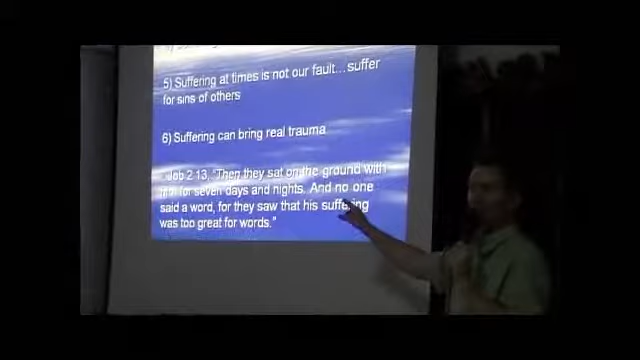 5) Suffering at times is not our fault…suffer
for sins of others
6) Suffering can bring real trauma
Job 2:13, "Then they sat on the ground with
him for seven days and nights. And no one
said a word, for they saw that his suffering
was too great for words."